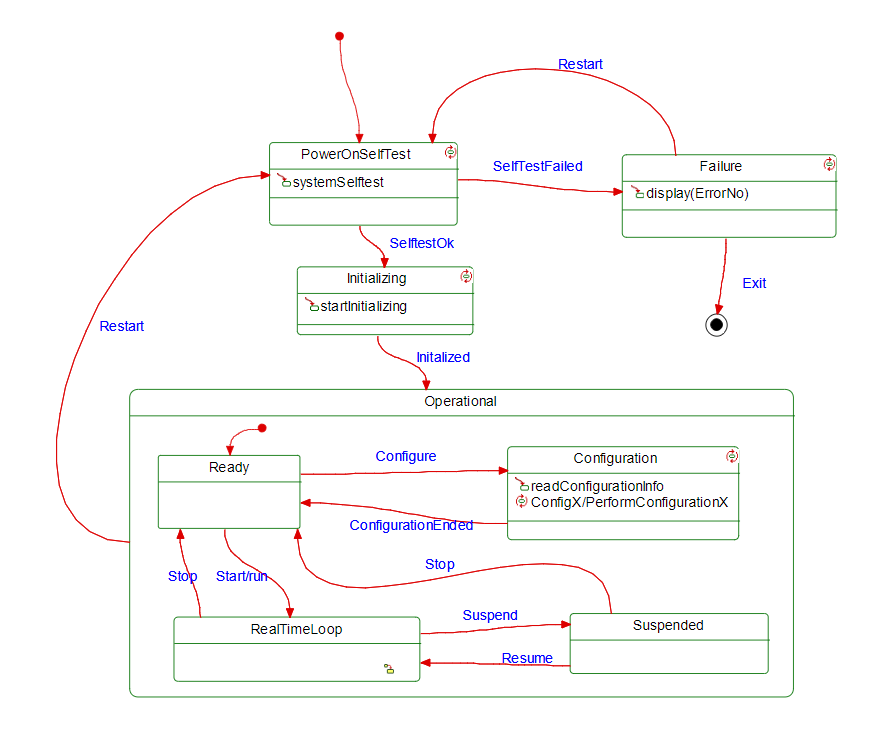 Restart
PowerOnSelfTest
systemSelftest
SelfTestFailed
Failure
display(ErrorNo)
SelftestOk
Exit
Initializing
startInitializing
Restart
Initalized
Operational
Ready
Configure
Configuration
readConfigurationInfo
ConfigX/PerformConfigurationX
ConfigurationEnded
Stop
Start/run
Stop
RealTimeLoop
Suspend
Suspended
Resume